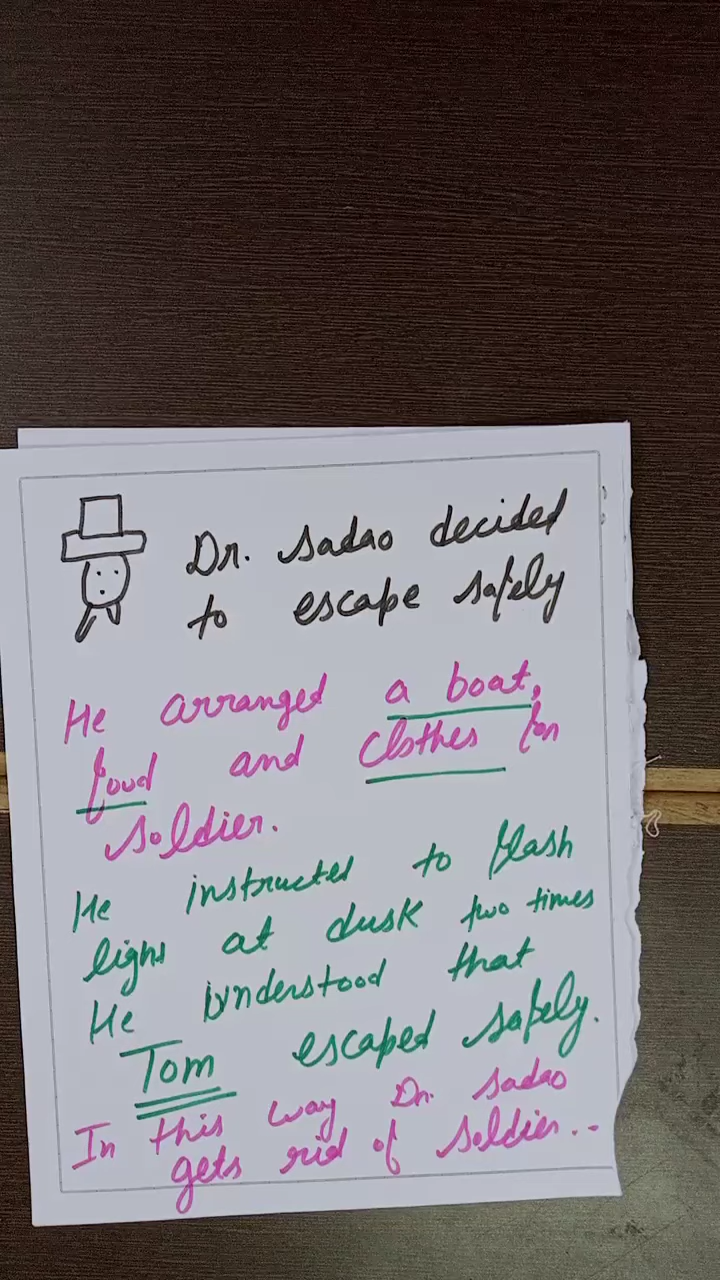 Dr. Sadao decided
to escape safely
He arranged a boat,
food and clothes for
soldier.
He instructed to flash
light at dusk two times
He understood that
Tom escaped safely.
In this way Dr. Sadao
gets rid of soldier..